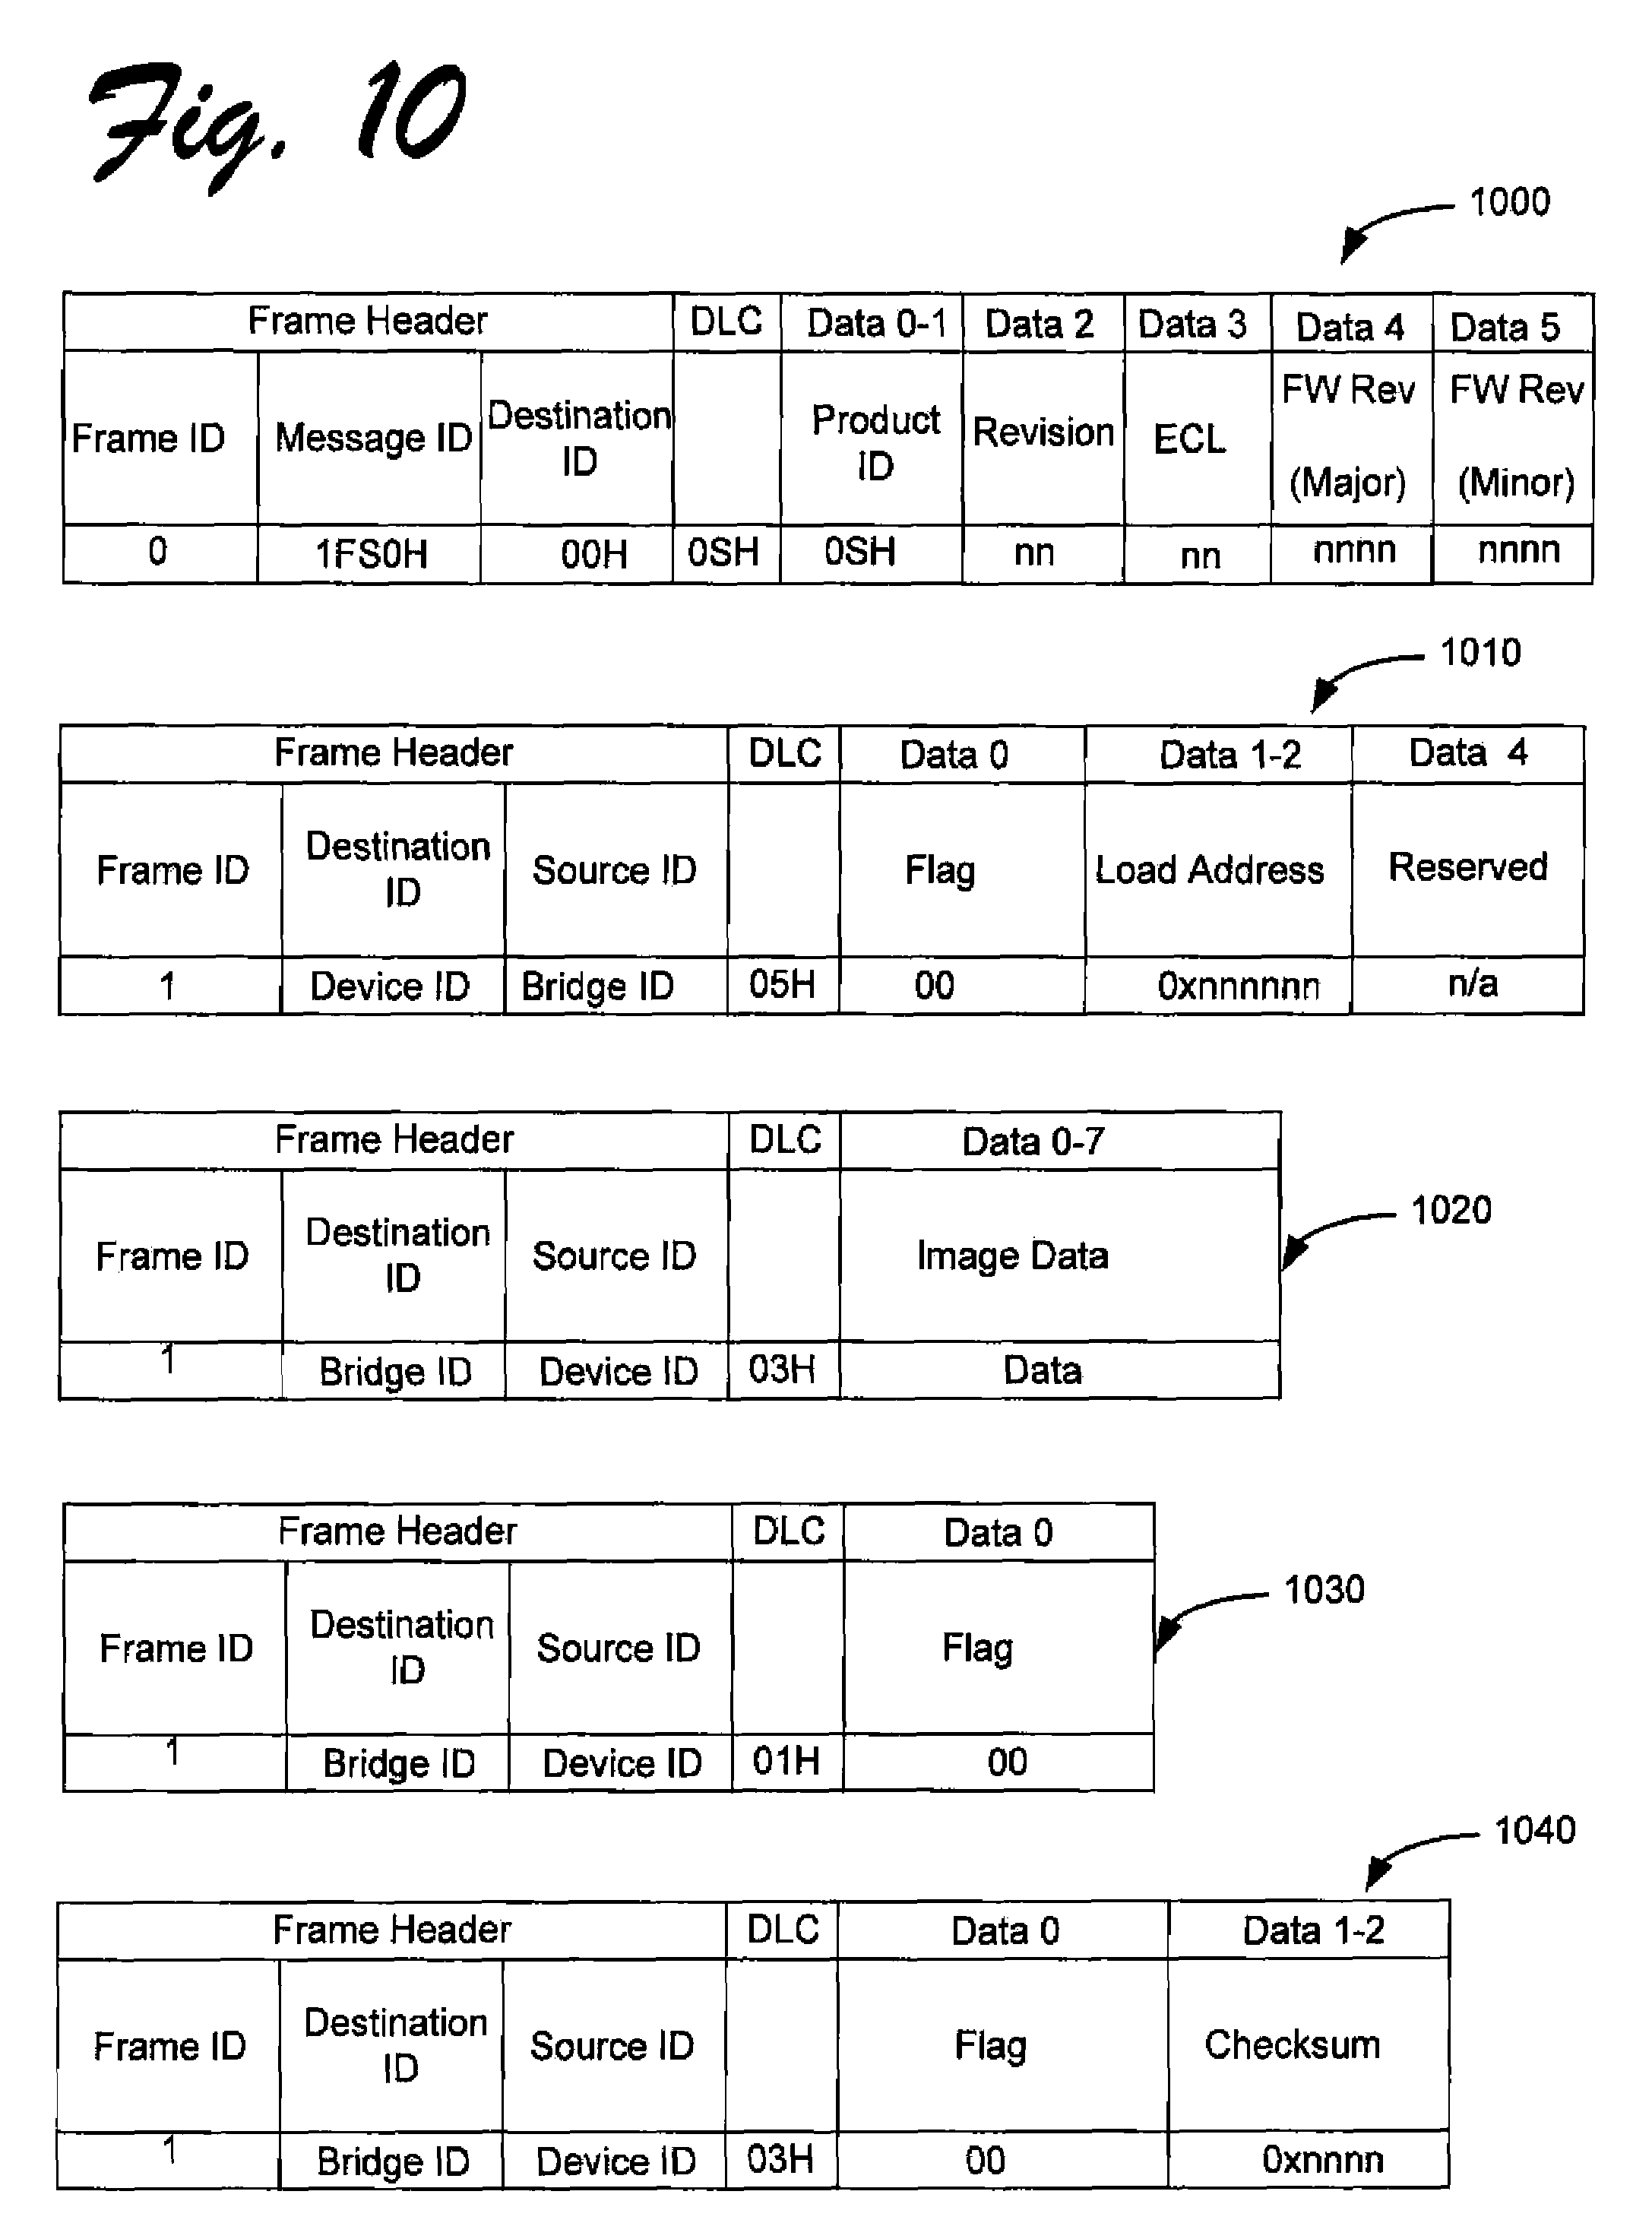 Fig. 10
1000
Frame Header DLC Data 0-1 Data 2 Data 3 Data 4 Data 5
Frame ID Message ID Destination ID Product ID Revision ECL FW Rev (Major) FW Rev (Minor)
0 1FS0H 00H 0SH 0SH nn nn nnnn nnnn
1010
Frame Header DLC Data 0 Data 1-2 Data 4
Frame ID Destination ID Source ID Flag Load Address Reserved
1 Device ID Bridge ID 05H 00 0xnnnnnn n/a
Frame Header DLC Data 0-7
1020
Frame ID Destination ID Source ID Image Data
1 Bridge ID Device ID 03H Data
Frame Header DLC Data 0
1030
Frame ID Destination ID Source ID Flag
1 Bridge ID Device ID 01H 00
1040
Frame Header DLC Data 0 Data 1-2
Frame ID Destination ID Source ID Flag Checksum
1 Bridge ID Device ID 03H 00 0xnnnn